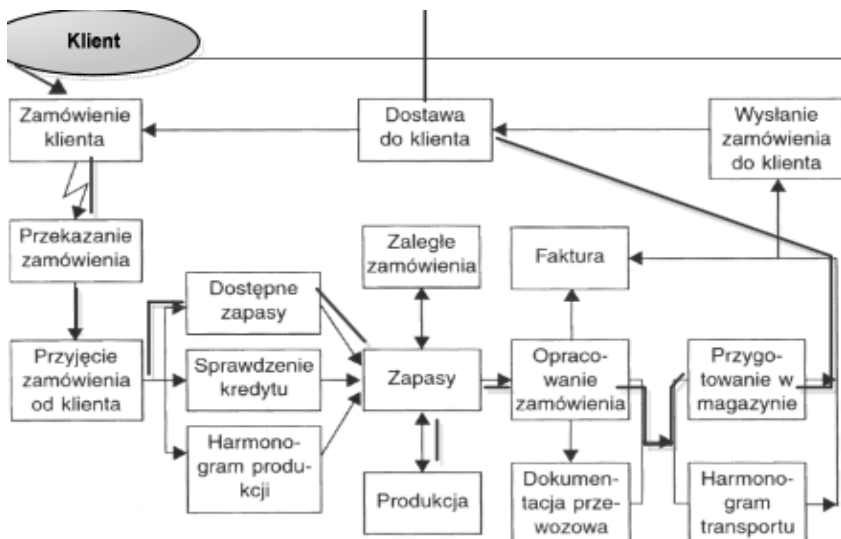 Klient
Zamówienie
klienta
Dostawa
do klienta
Wysłanie
zamówienia
do klienta
Przekazanie
zamówienia
Zaległe
zamówienia
Faktura
Dostępne
zapasy
Przyjęcie
zamówienia
od klienta
Sprawdzenie
kredytu
Zapasy
Opraco-
wanie
zamówienia
Przygo-
towanie w
magazynie
Harmono-
gram produ-
kcji
Produkcja
Dokumen-
tacja prze-
wozowa
Harmono-
gram
transportu